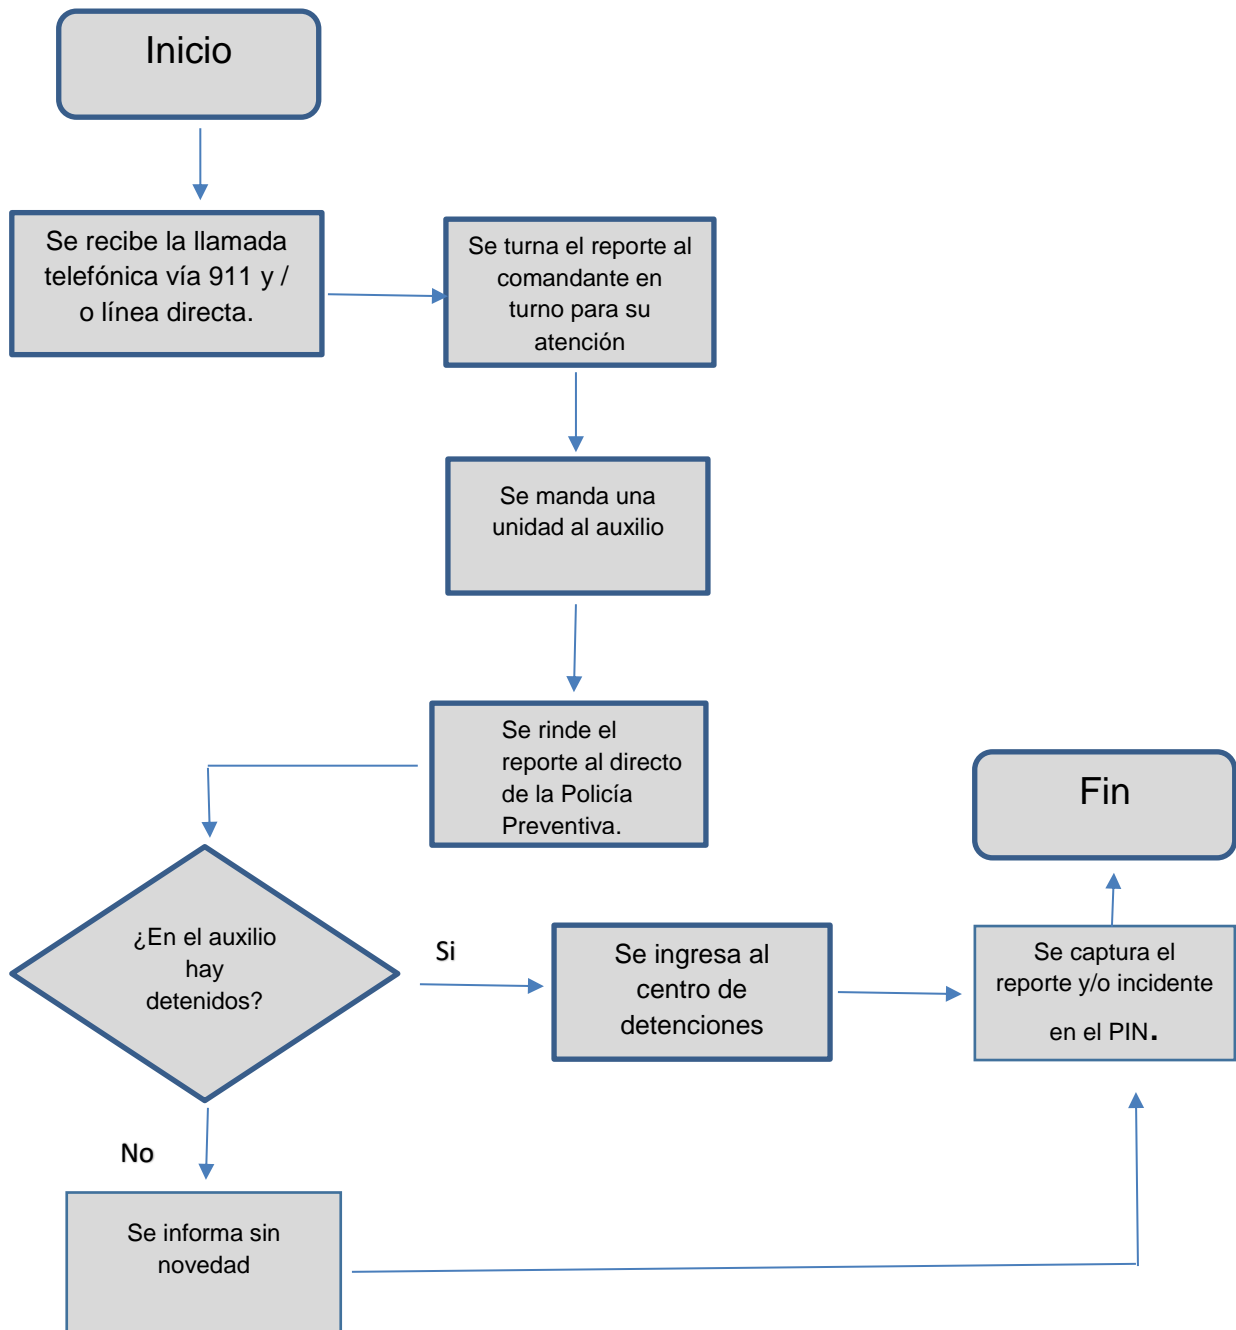 Inicio
Se recibe la llamada
telefónica vía 911 y /
o línea directa.
Se turna el reporte al
comandante en
turno para su
atención
Se manda una
unidad al auxilio
Se rinde el
reporte al directo
de la Policía
Preventiva.
¿En el auxilio
hay
detenidos?
Si
Se ingresa al
centro de
detenciones
Se captura el
reporte y/o incidente
en el PIN.
Fin
No
Se informa sin
novedad